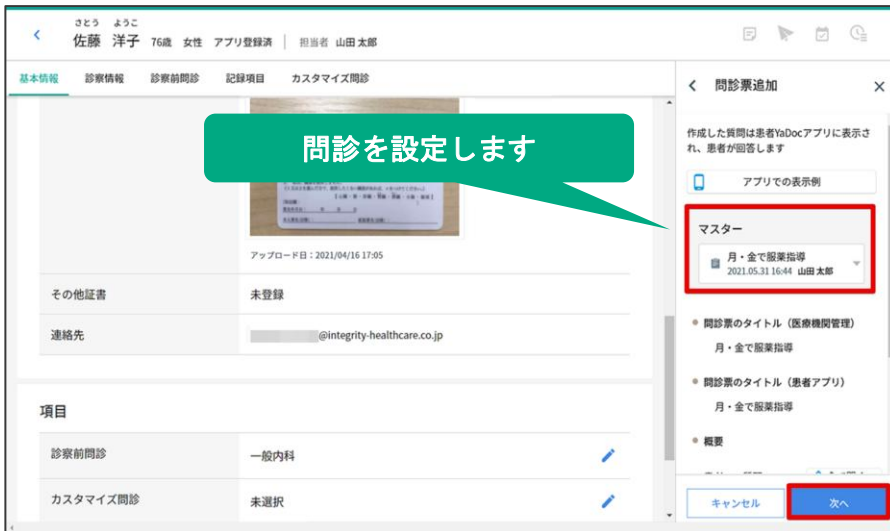 さとう ようこ
佐藤 洋子 76歳 女性 アプリ登録済 担当者 山田 太郎
基本情報 診察情報 診察前問診 記録項目 カスタマイズ問診
問診を設定します
アップロード日：2021/04/16 17:05
その他証書 未登録
連絡先 @integrity-healthcare.co.jp
項目
診察前問診 一般内科
カスタマイズ問診 未選択
問診票追加
作成した質問は患者YaDocアプリに表示さ
れ、患者が回答します
アプリでの表示例
マスター
月・金で服薬指導
2021.05.31 16:44 山田 太郎
問診票のタイトル（医療機関管理）
月・金で服薬指導
問診票のタイトル（患者アプリ）
月・金で服薬指導
概要
キャンセル 次へ